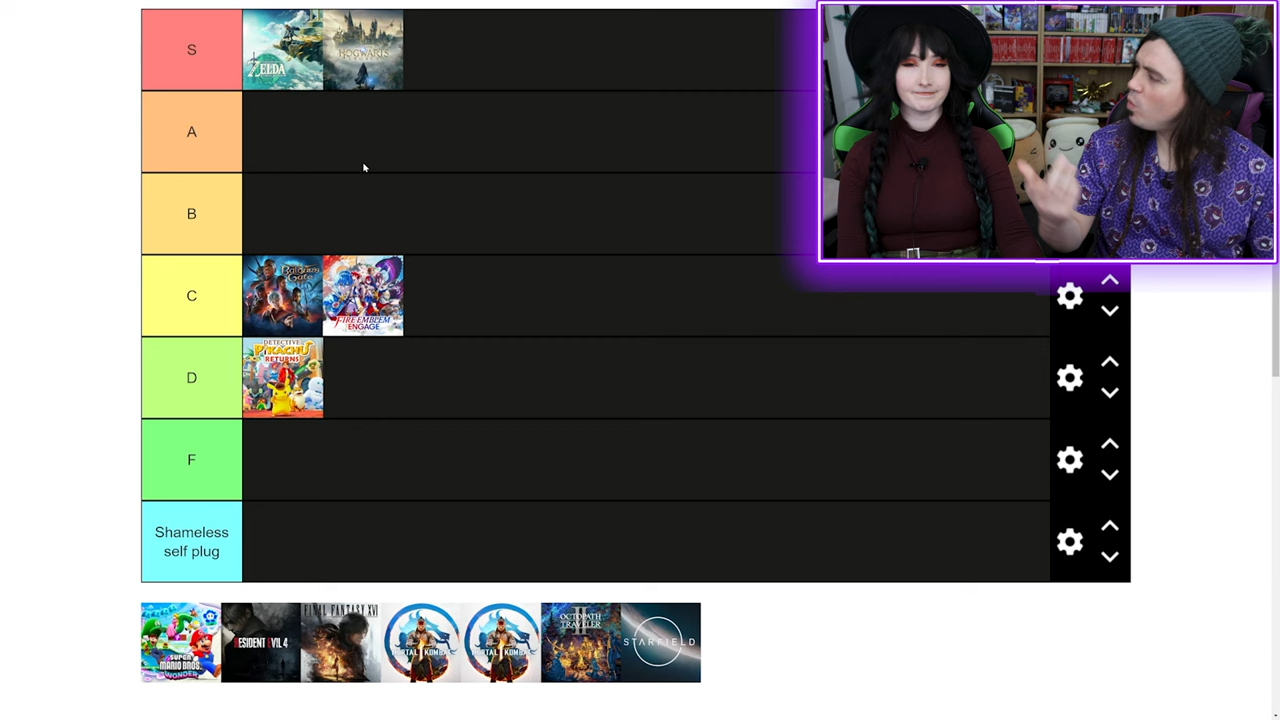 S
ZELDA
HOGWARTS
A
B
C
BALDUR'S
GATE
FIRE EMBLEM
ENGAGE
D
DETECTIVE
PIKACHU
RETURNS
F
Shameless
self plug
SUPER
MARIO BROS.
WONDER
RESIDENT EVIL 4
FINAL FANTASY XVI
MORTAL KOMBAT
MORTAL KOMBAT
OCTOPATH
TRAVELER
II
STARFIELD